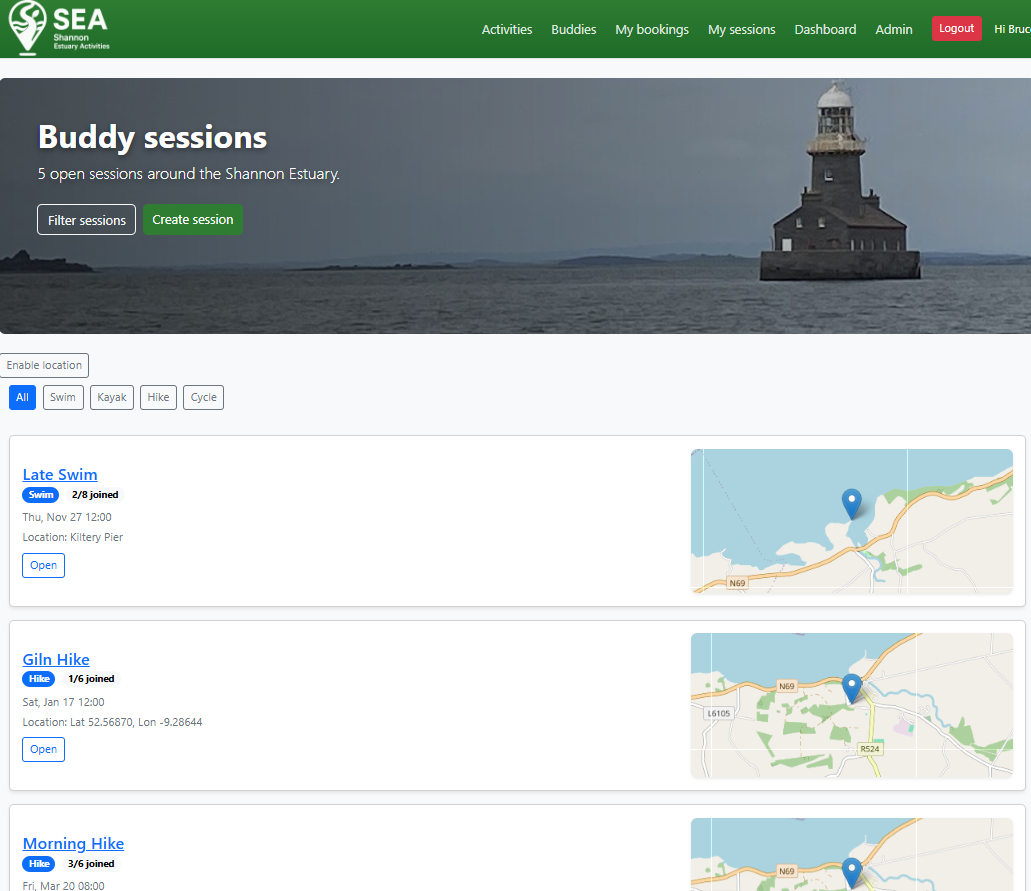 SEA
Shannon
Estuary Activities
Activities Buddies My bookings My sessions Dashboard Admin Logout Hi Bruce
Buddy sessions
5 open sessions around the Shannon Estuary.
Filter sessions Create session
Enable location
All Swim Kayak Hike Cycle
Late Swim
Swim 2/8 joined
Thu, Nov 27 12:00
Location: Kiltery Pier
Open
N69
Giln Hike
Hike 1/6 joined
Sat, Jan 17 12:00
Location: Lat 52.56870, Lon -9.28644
Open
N69
L6105
R524
Morning Hike
Hike 3/6 joined
Fri, Mar 20 08:00
N69